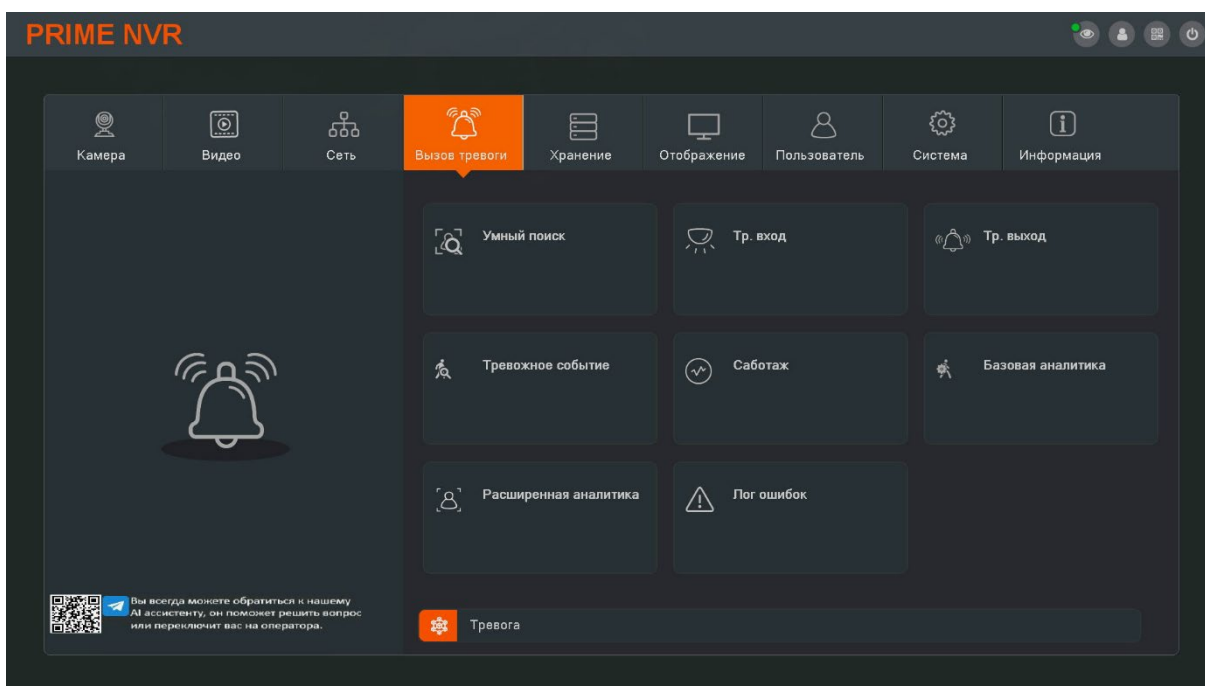 PRIME NVR
Камера
Видео
Сеть
Вызов тревоги
Хранение
Отображение
Пользователь
Система
Информация
Умный поиск
Тр. вход
Тр. выход
Тревожное событие
Саботаж
Базовая аналитика
Расширенная аналитика
Лог ошибок
Вы всегда можете обратиться к нашему
AI ассистенту, он поможет решить вопрос
или переключит вас на оператора.
Тревога